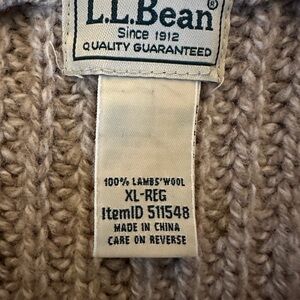 L.L.Bean®
Since 1912
QUALITY GUARANTEED
100% LAMBS' WOOL
XL-REG
ItemID 511548
MADE IN CHINA
CARE ON REVERSE